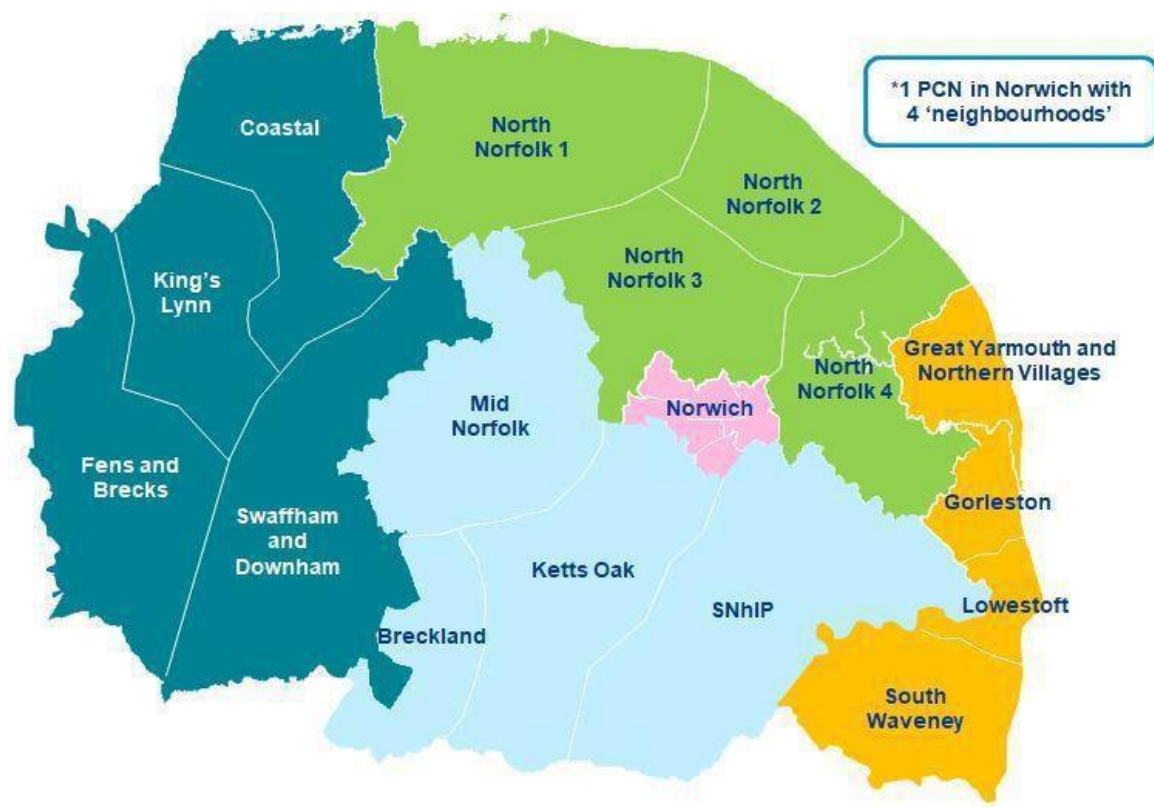 *1 PCN in Norwich with
4 ‘neighbourhoods’
Coastal
North
Norfolk 1
North
Norfolk 2
King’s
Lynn
North
Norfolk 3
Great Yarmouth and
Northern Villages
North
Norfolk 4
Mid
Norfolk
Norwich
Fens and
Brecks
Swaffham
and
Downham
Gorleston
Ketts Oak
SNhIP
Lowestoft
Breckland
South
Waveney